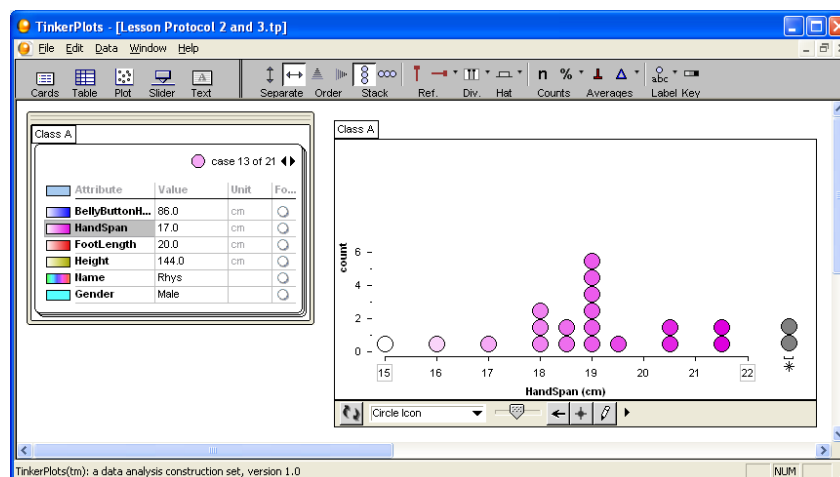 TinkerPlots - [Lesson Protocol 2 and 3.tp]
File Edit Data Window Help
Cards Table Plot Slider Text Separate Order Stack Ref. Div. Hat Counts Averages Label Key
n %
A
abc
Class A
case 13 of 21
Attribute Value Unit Fo...
BellyButtonH... 86.0 cm
HandSpan 17.0 cm
FootLength 20.0 cm
Height 144.0 cm
Name Rhys
Gender Male
Class A
count
6
4
2
0
15 16 17 18 19 20 21 22 *
HandSpan (cm)
Circle Icon
TinkerPlots(tm): a data analysis construction set, version 1.0
NUM